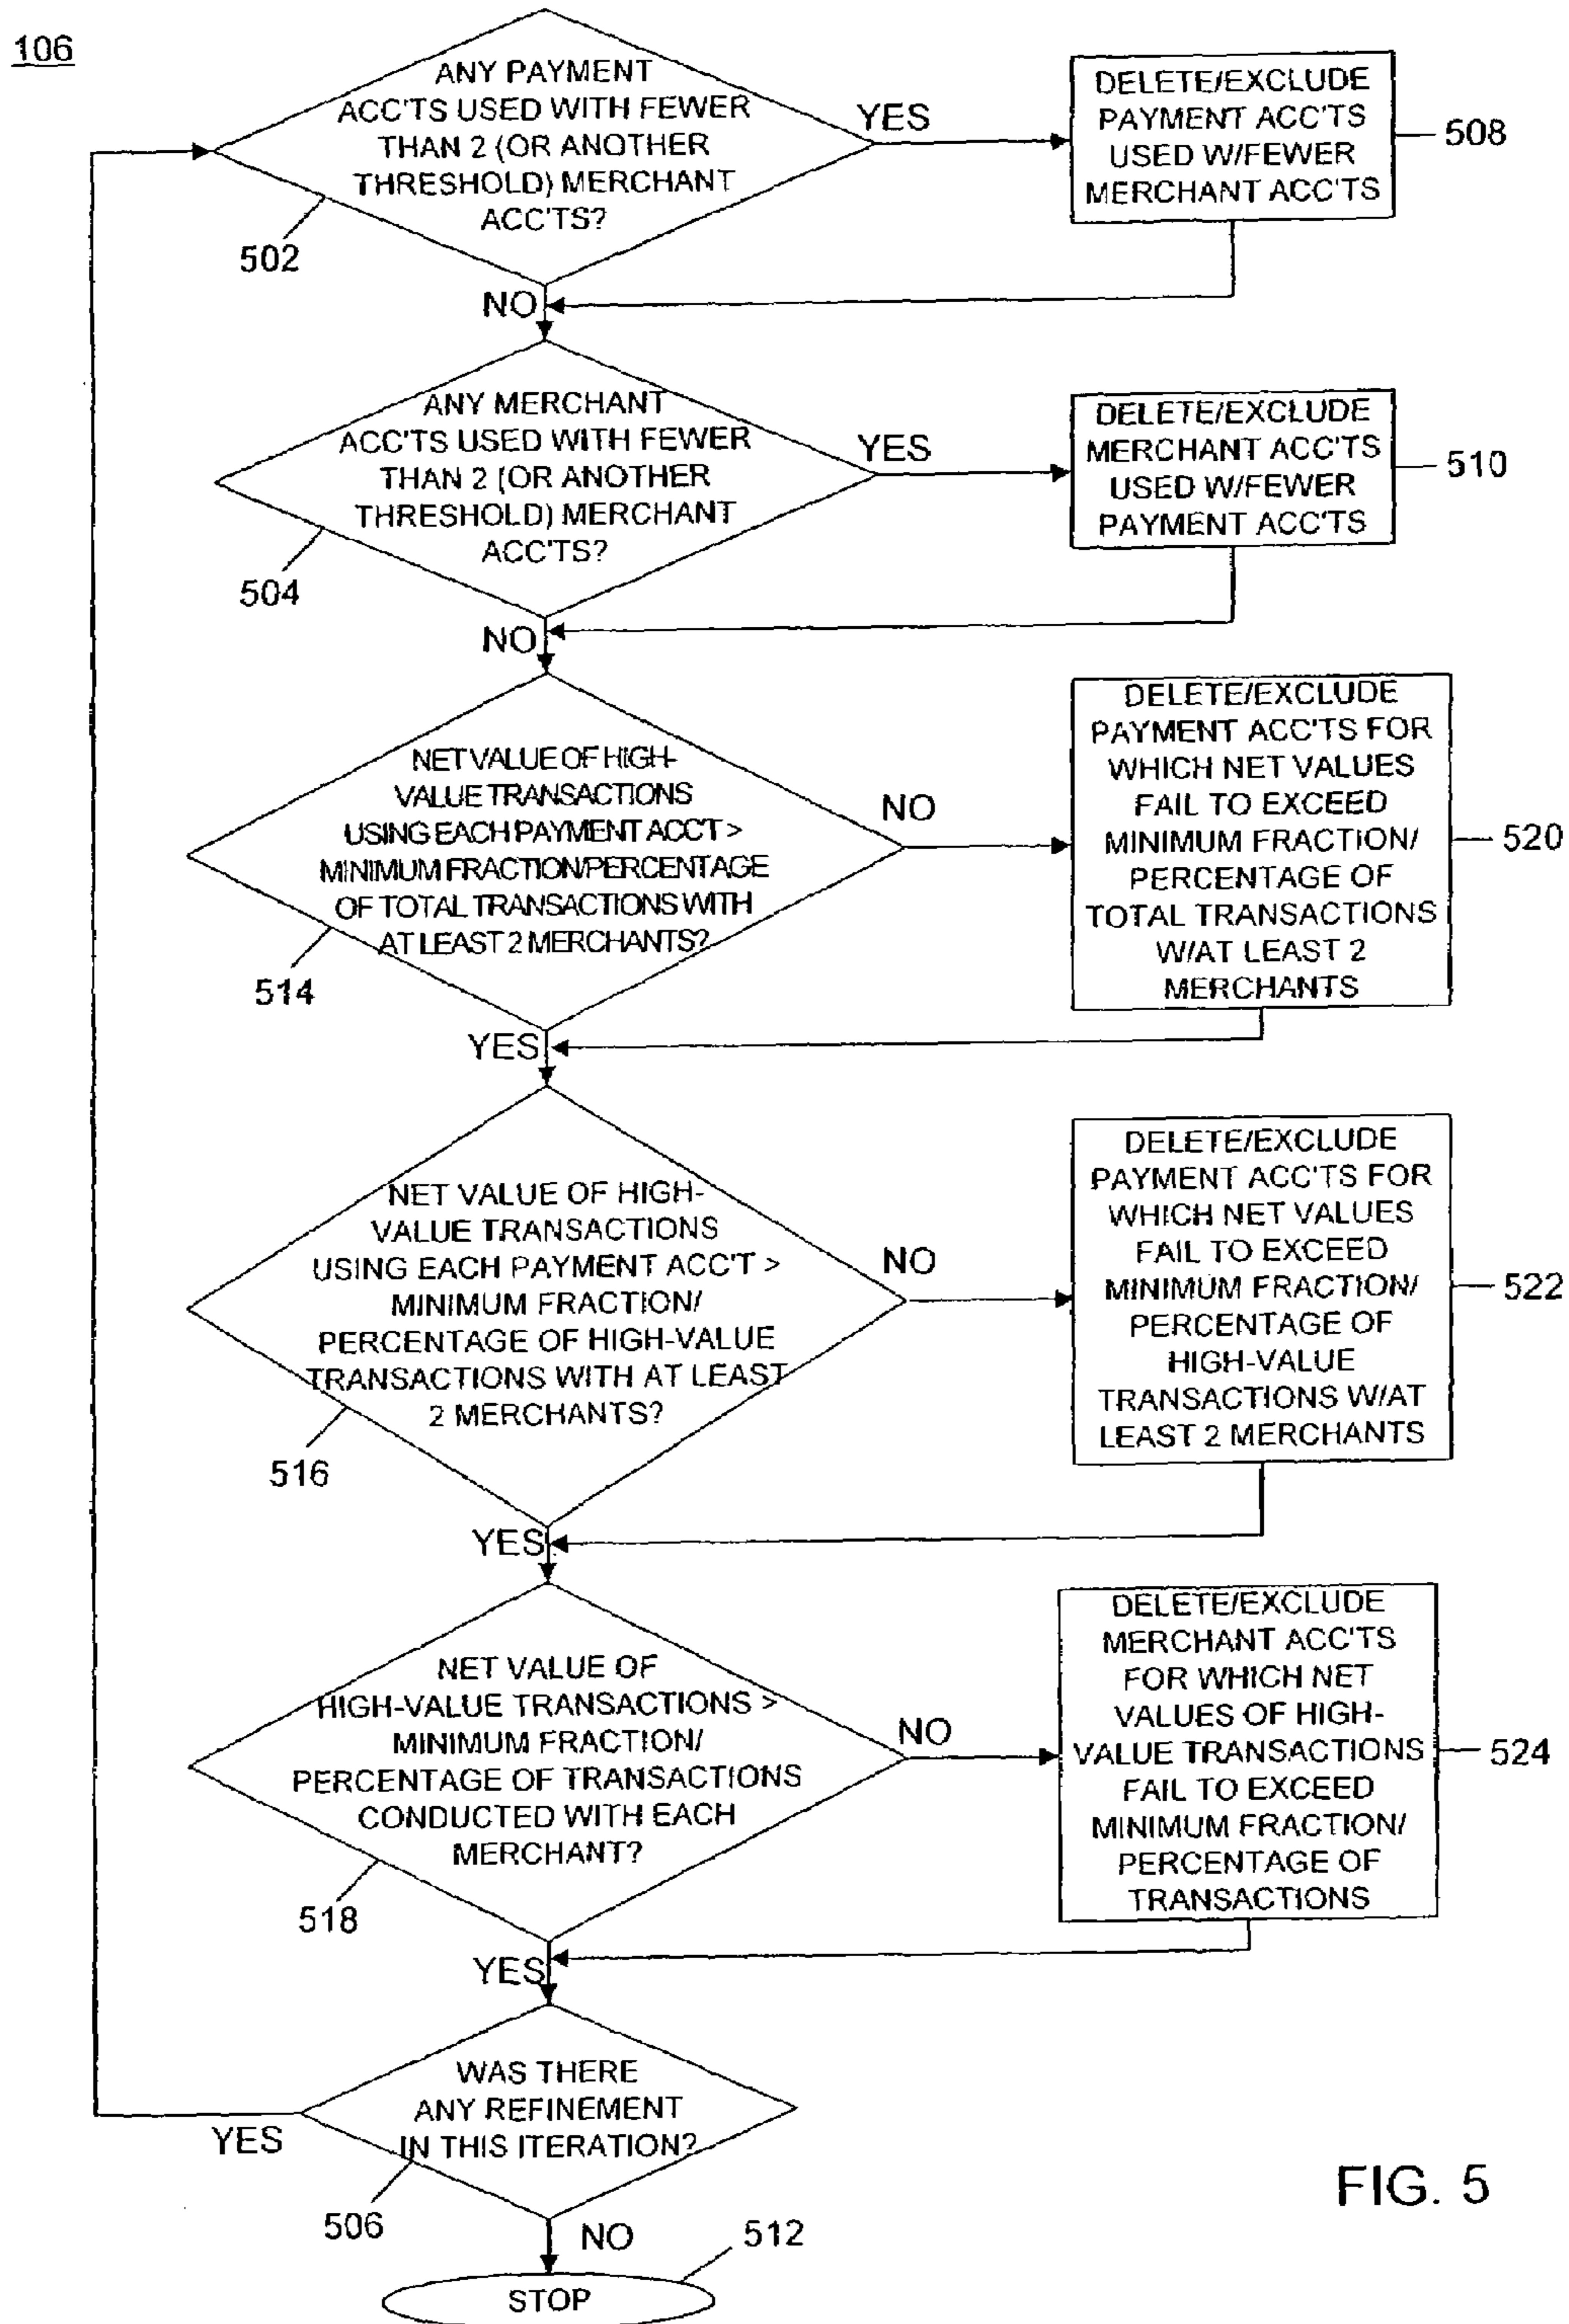 106
ANY PAYMENT
ACC'TS USED WITH FEWER
THAN 2 (OR ANOTHER
THRESHOLD) MERCHANT
ACC'TS?
502
YES
DELETE/EXCLUDE
PAYMENT ACC'TS
USED W/FEWER
MERCHANT ACC'TS
508
NO
ANY MERCHANT
ACC'TS USED WITH FEWER
THAN 2 (OR ANOTHER
THRESHOLD) MERCHANT
ACC'TS?
504
YES
DELETE/EXCLUDE
MERCHANT ACC'TS
USED W/FEWER
PAYMENT ACC'TS
510
NO
NET VALUE OF HIGH-
VALUE TRANSACTIONS
USING EACH PAYMENT ACCT >
MINIMUM FRACTION/PERCENTAGE
OF TOTAL TRANSACTIONS WITH
AT LEAST 2 MERCHANTS?
514
NO
DELETE/EXCLUDE
PAYMENT ACC'TS FOR
WHICH NET VALUES
FAIL TO EXCEED
MINIMUM FRACTION/
PERCENTAGE OF
TOTAL TRANSACTIONS
W/AT LEAST 2
MERCHANTS
520
YES
NET VALUE OF HIGH-
VALUE TRANSACTIONS
USING EACH PAYMENT ACC'T >
MINIMUM FRACTION/
PERCENTAGE OF HIGH-VALUE
TRANSACTIONS WITH AT LEAST
2 MERCHANTS?
516
NO
DELETE/EXCLUDE
PAYMENT ACC'TS FOR
WHICH NET VALUES
FAIL TO EXCEED
MINIMUM FRACTION/
PERCENTAGE OF
HIGH-VALUE
TRANSACTIONS W/AT
LEAST 2 MERCHANTS
522
YES
NET VALUE OF
HIGH-VALUE TRANSACTIONS >
MINIMUM FRACTION/
PERCENTAGE OF TRANSACTIONS
CONDUCTED WITH EACH
MERCHANT?
518
NO
DELETE/EXCLUDE
MERCHANT ACC'TS
FOR WHICH NET
VALUES OF HIGH-
VALUE TRANSACTIONS
FAIL TO EXCEED
MINIMUM FRACTION/
PERCENTAGE OF
TRANSACTIONS
524
YES
WAS THERE
ANY REFINEMENT
IN THIS ITERATION?
506
YES
NO
512
STOP
FIG. 5